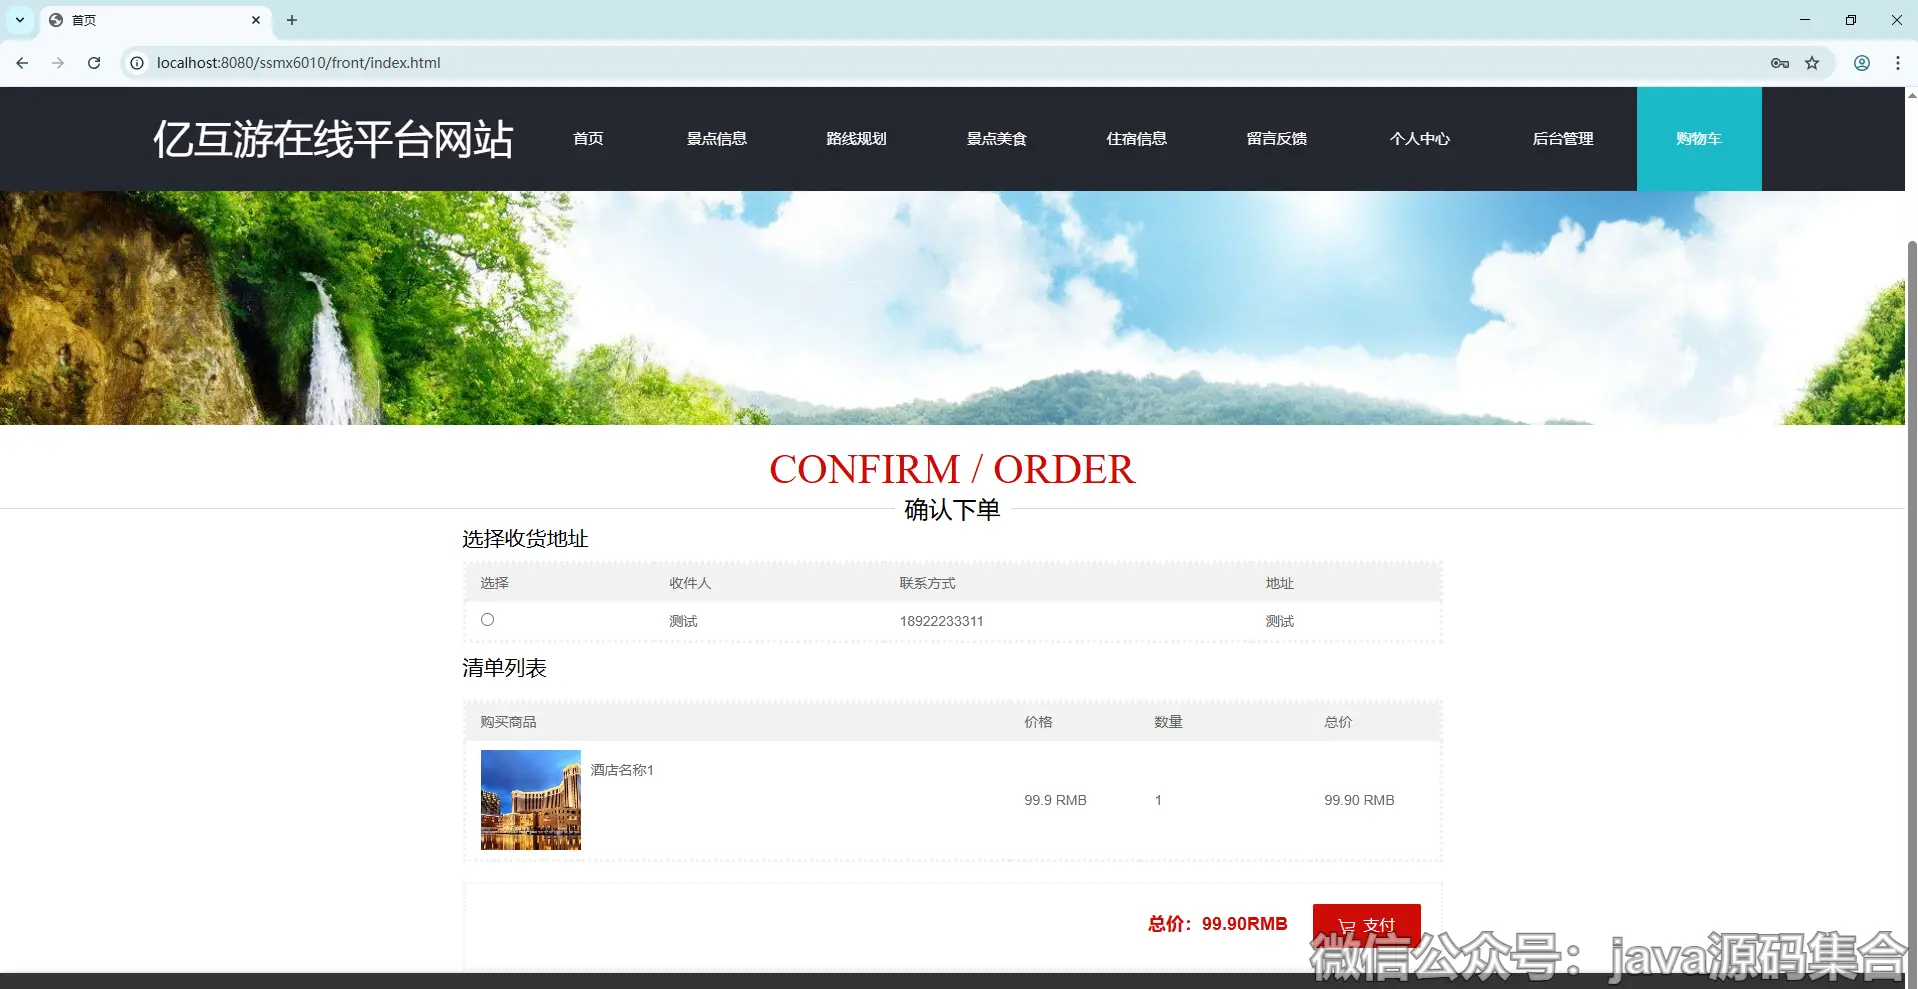 首页
localhost:8080/ssmx6010/front/index.html
亿互游在线平台网站 首页 景点信息 路线规划 景点美食 住宿信息 留言反馈 个人中心 后台管理 购物车
CONFIRM / ORDER
确认下单
选择收货地址
选择 收件人 联系方式 地址
测试 18922233311 测试
清单列表
购买商品 价格 数量 总价
酒店名称1
99.9 RMB 1 99.90 RMB
总价：99.90RMB 支付
微信公众号：java源码集合